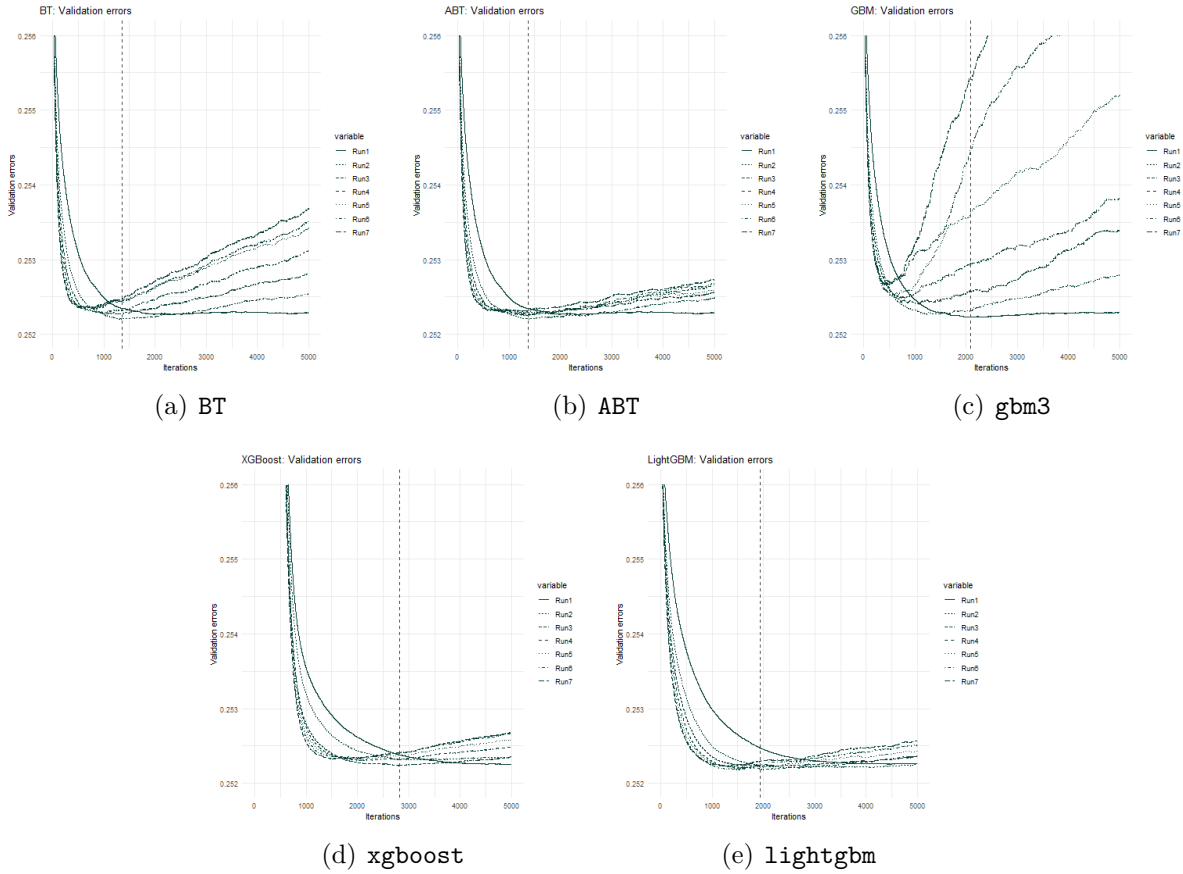 BT: Validation errors
0.256
0.255
0.254
0.253
0.252
Validation errors
0
1000
2000
3000
4000
5000
Iterations
variable
Run1
Run2
Run3
Run4
Run5
Run6
Run7
(a) BT
ABT: Validation errors
0.256
0.255
0.254
0.253
0.252
Validation errors
0
1000
2000
3000
4000
5000
Iterations
variable
Run1
Run2
Run3
Run4
Run5
Run6
Run7
(b) ABT
GBM: Validation errors
0.256
0.255
0.254
0.253
0.252
Validation errors
0
1000
2000
3000
4000
5000
Iterations
variable
Run1
Run2
Run3
Run4
Run5
Run6
Run7
(c) gbm3
XGBoost: Validation errors
0.256
0.255
0.254
0.253
0.252
Validation errors
0
1000
2000
3000
4000
5000
Iterations
variable
Run1
Run2
Run3
Run4
Run5
Run6
Run7
(d) xgboost
LightGBM: Validation errors
0.256
0.255
0.254
0.253
0.252
Validation errors
0
1000
2000
3000
4000
5000
Iterations
variable
Run1
Run2
Run3
Run4
Run5
Run6
Run7
(e) lightgbm